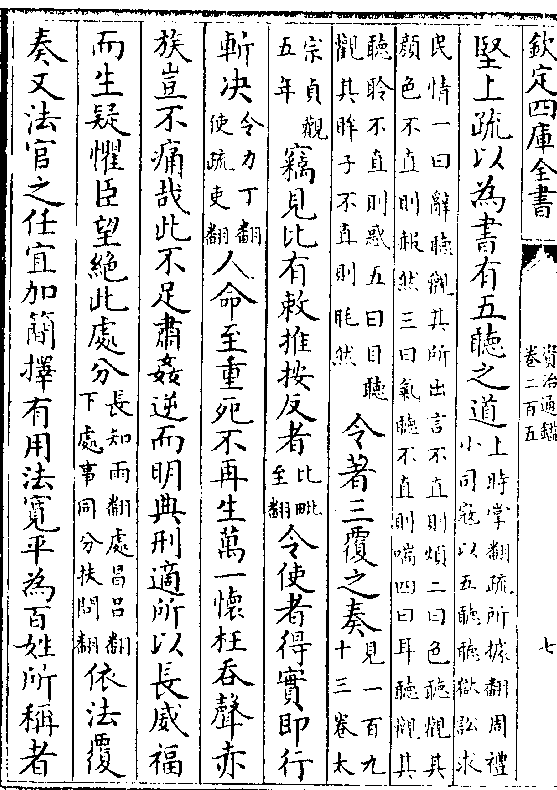 欽定四庫全書
資治通鑑
卷二百五
七
堅上疏以為書有五聽之道上時掌翻疏所據翻周禮小司寇以五聽聽獄訟求
民情一曰辭聽觀其所出言不直則煩二曰色聽觀其顔色不直則赧然三曰氣聽不直則喘四曰耳聽觀其
聽聆不直則惑五曰目聽觀其眸子不直則眊然令著三覆之奏見一百九十三卷太
宗貞觀五年竊見比有敕推按反者比毗至翻令使者得實即行
斬决令力丁翻使疏吏翻人命至重死不再生萬一懷枉吞聲赤
族豈不痛哉此不足肅姦逆而明典刑適所以長威福
而生疑懼臣望絶此處分長知雨翻處昌呂翻下處事同分扶問翻依法覆
奏又法官之任宜加簡擇有用法寛平為百姓所稱者